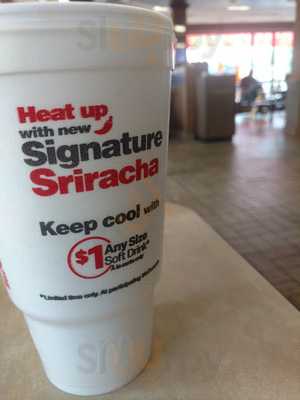 Heat up
with new
Signature
Sriracha
Keep cool with
$1 Any Size
Soft Drink*
*Limited time only. At participating McDonald's.